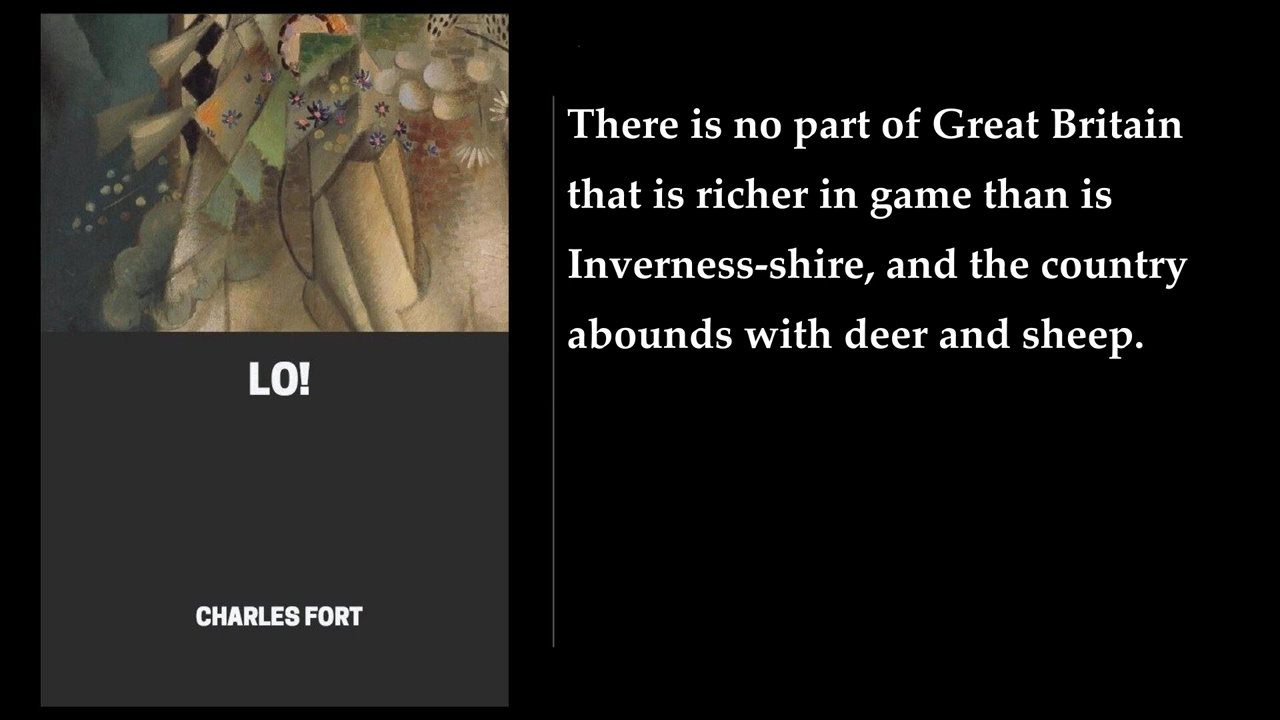 LO!
CHARLES FORT
There is no part of Great Britain
that is richer in game than is
Inverness-shire, and the country
abounds with deer and sheep.